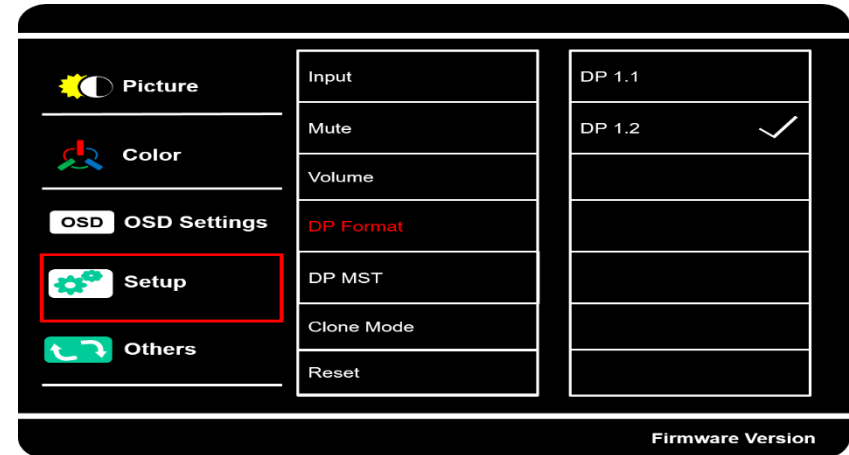 Picture
Color
OSD OSD Settings
Setup
Others
Input
Mute
Volume
DP Format
DP MST
Clone Mode
Reset
DP 1.1
DP 1.2
Firmware Version